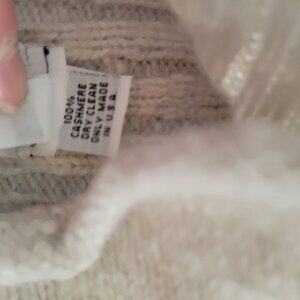 100%
CASHMERE
DRY CLEAN
ONLY MADE
IN U.S.A.